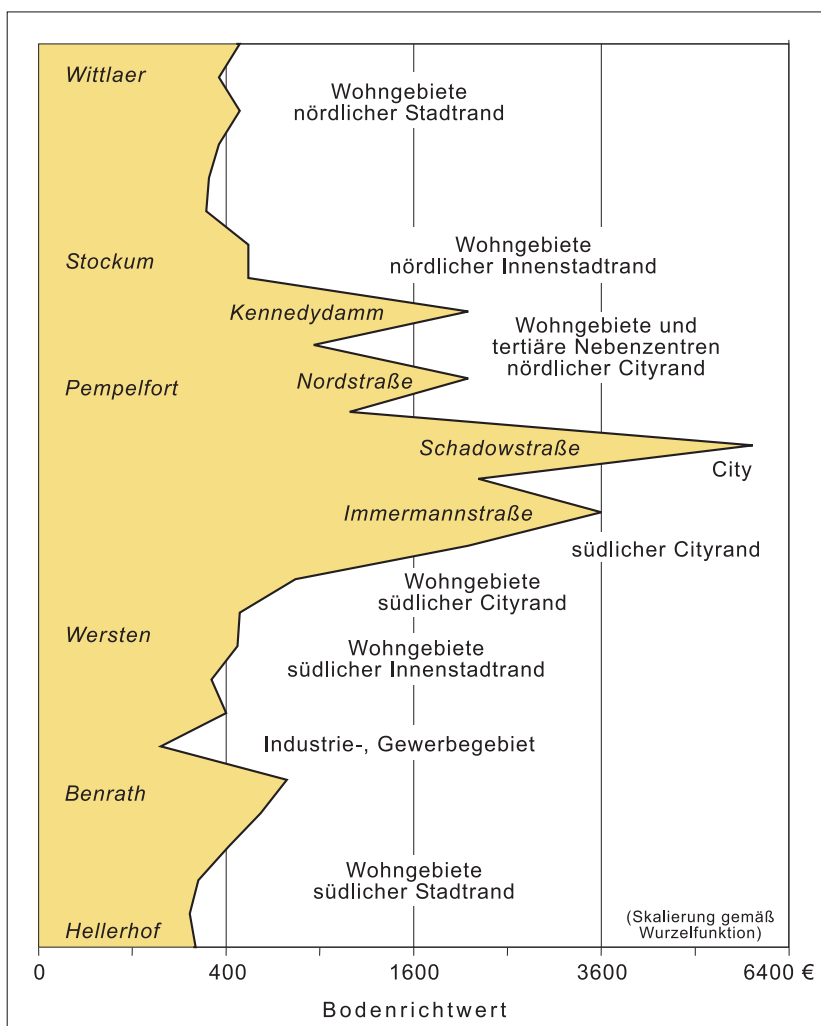 Wittlaer
Wohngebiete
nördlicher Stadtrand
Stockum
Wohngebiete
nördlicher Innenstadtrand
Kennedydamm
Wohngebiete und
tertiäre Nebenzentren
nördlicher Cityrand
Nordstraße
Pempelfort
Schadowstraße
City
Immermannstraße
südlicher Cityrand
Wohngebiete
südlicher Cityrand
Wersten
Wohngebiete
südlicher Innenstadtrand
Industrie-, Gewerbegebiet
Benrath
Wohngebiete
südlicher Stadtrand
(Skalierung gemäß
Wurzelfunktion)
Hellerhof
0 400 1600 3600 6400 €
Bodenrichtwert